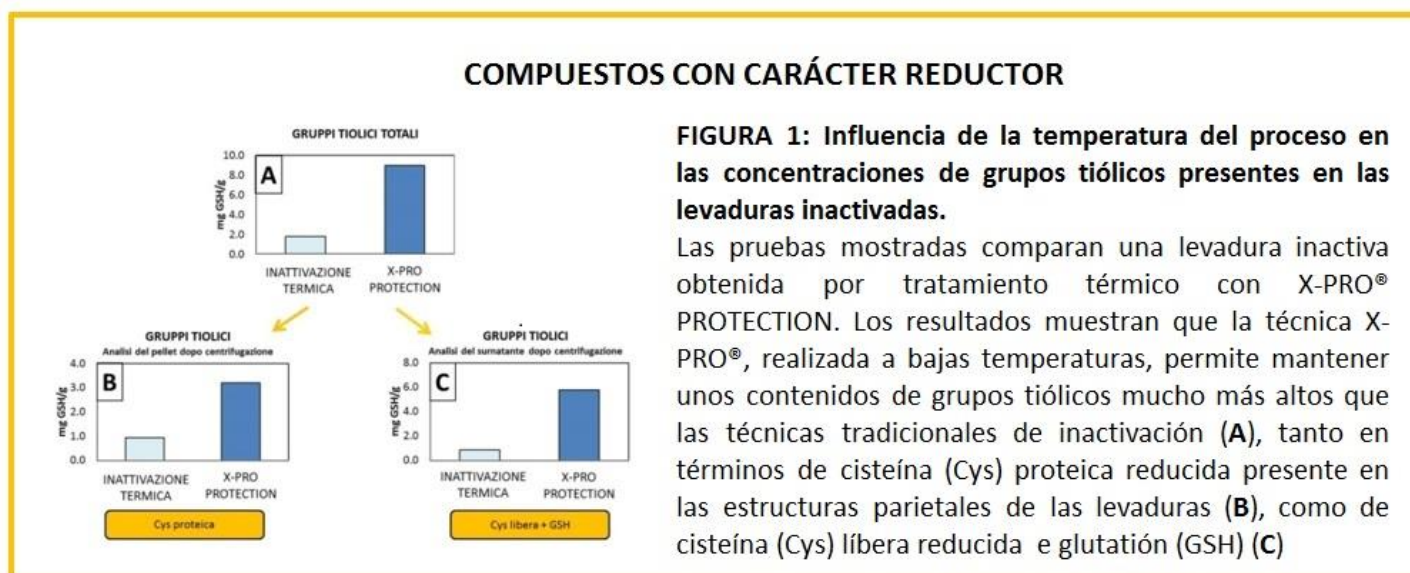 COMPUESTOS CON CARÁCTER REDUCTOR
GRUPPI TIOLICI TOTALI
10.0
8.0
6.0
4.0
2.0
0.0
mg GSH/g
A
INATTIVAZIONE
TERMICA
X-PRO
PROTECTION
GRUPPI TIOLICI
Analisi del pellet dopo centrifugazione
4.0
3.0
2.0
1.0
0.0
mg GSH/g
B
INATTIVAZIONE
TERMICA
X-PRO
PROTECTION
Cys proteica
GRUPPI TIOLICI
Analisi del surnatante dopo centrifugazione
8.0
6.0
4.0
2.0
0.0
mg GSH/g
C
INATTIVAZIONE
TERMICA
X-PRO
PROTECTION
Cys libera + GSH
FIGURA 1: Influencia de la temperatura del proceso en
las concentraciones de grupos tiólicos presentes en las
levaduras inactivadas.
Las pruebas mostradas comparan una levadura inactiva
obtenida por tratamiento térmico con X-PRO®
PROTECTION. Los resultados muestran que la técnica X-
PRO®, realizada a bajas temperaturas, permite mantener
unos contenidos de grupos tiólicos mucho más altos que
las técnicas tradicionales de inactivación (A), tanto en
términos de cisteína (Cys) proteica reducida presente en
las estructuras parietales de las levaduras (B), como de
cisteína (Cys) líbera reducida e glutatión (GSH) (C)